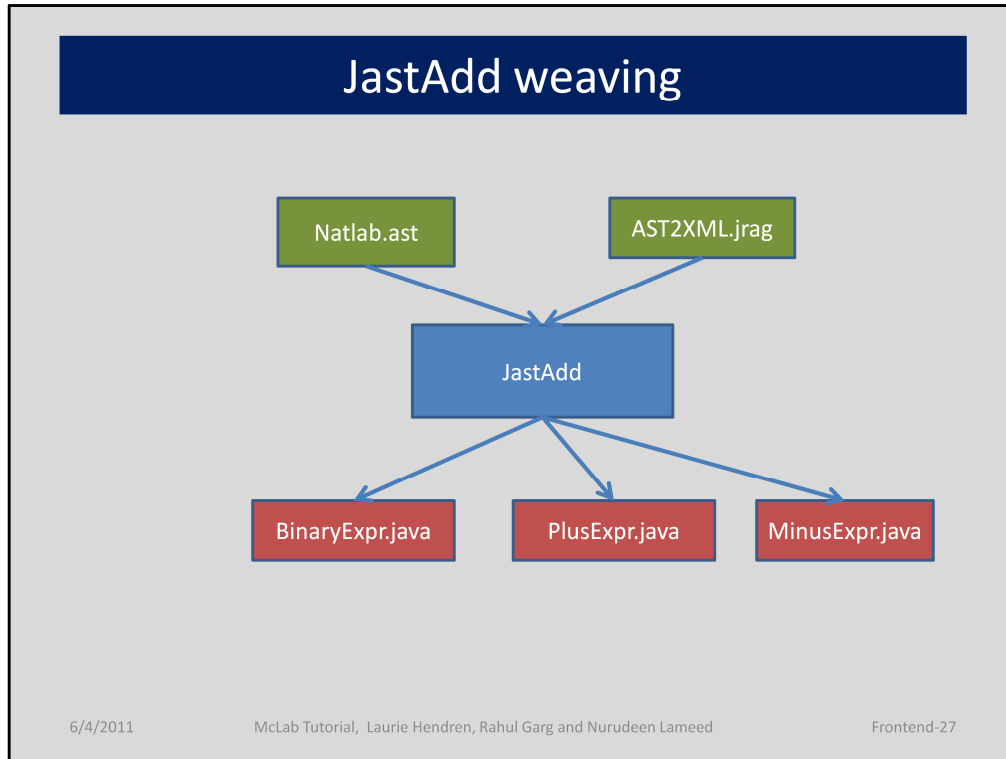 JastAdd weaving
Natlab.ast
AST2XML.jrag
JastAdd
BinaryExpr.java
PlusExpr.java
MinusExpr.java
6/4/2011
McLab Tutorial, Laurie Hendren, Rahul Garg and Nurudeen Lameed
Frontend-27